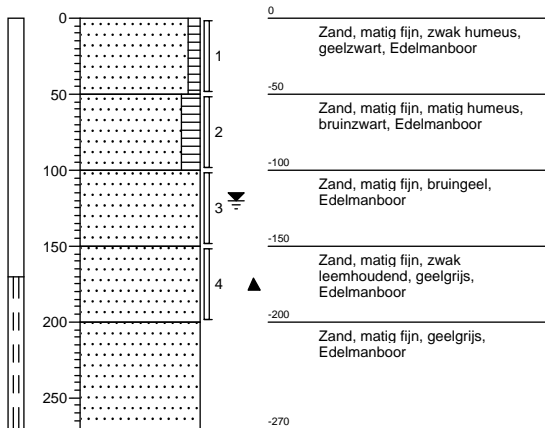 0
50
100
150
200
250
1
2
3
4
0
Zand, matig fijn, zwak humeus,
geelzwart, Edelmanboor
-50
Zand, matig fijn, matig humeus,
bruinzwart, Edelmanboor
-100
Zand, matig fijn, bruingeel,
Edelmanboor
-150
Zand, matig fijn, zwak
leemhoudend, geelgrijs,
Edelmanboor
-200
Zand, matig fijn, geelgrijs,
Edelmanboor
-270